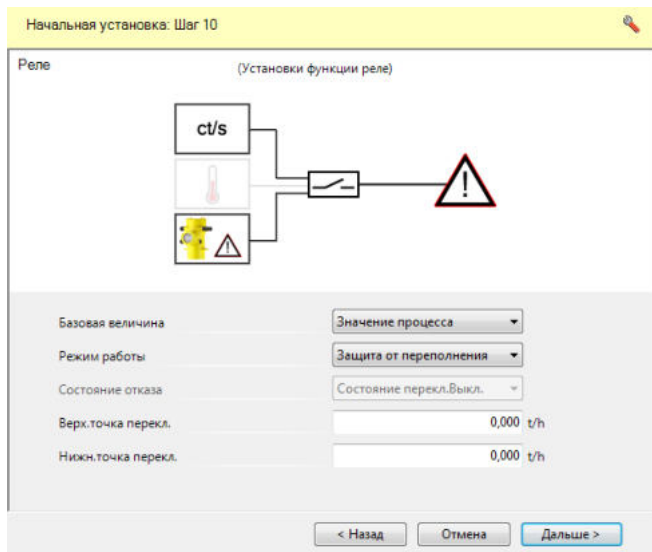 Начальная установка: Шаг 10
Реле
(Установки функции реле)
ct/s
Базовая величина Значение процесса
Режим работы Защита от переполнения
Состояние отказа Состояние перекл.Выкл.
Верх.точка перекл. 0,000 t/h
Нижн.точка перекл. 0,000 t/h
< Назад Отмена Дальше >